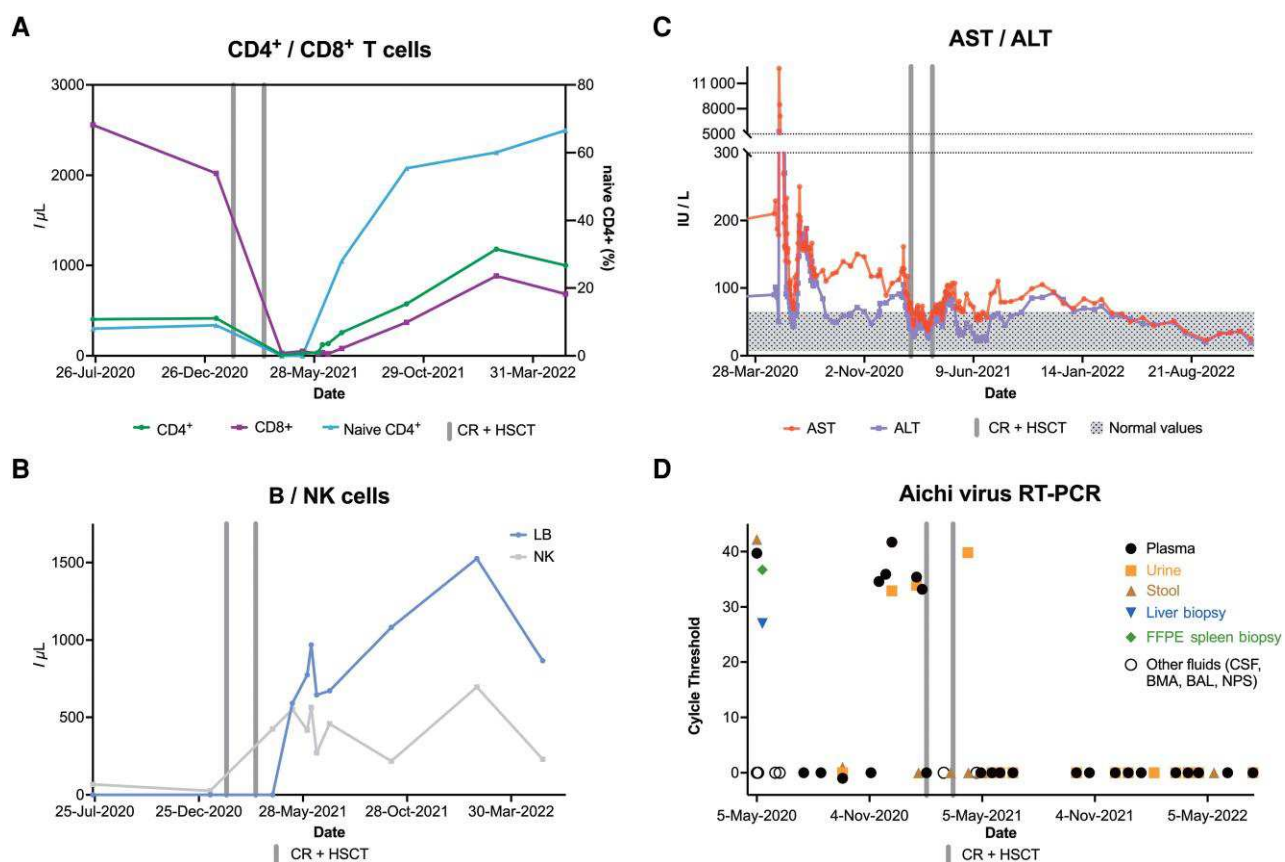 A
CD4⁺ / CD8⁺ T cells
3000
2000
1000
0
/ µL
80
60
40
20
0
naive CD4+ (%)
26-Jul-2020 26-Dec-2020 28-May-2021 29-Oct-2021 31-Mar-2022
Date
CD4⁺ CD8+ Naive CD4⁺ CR + HSCT
B
B / NK cells
LB
NK
1500
1000
500
0
/ µL
25-Jul-2020 25-Dec-2020 28-May-2021 28-Oct-2021 30-Mar-2022
Date
CR + HSCT
C
AST / ALT
11 000
8000
5000
300
200
100
0
IU / L
28-Mar-2020 2-Nov-2020 9-Jun-2021 14-Jan-2022 21-Aug-2022
Date
AST ALT CR + HSCT Normal values
D
Aichi virus RT-PCR
40
30
20
40
0
Cylcle Threshold
Plasma
Urine
Stool
Liver biopsy
FFPE spleen biopsy
Other fluids (CSF,
BMA, BAL, NPS)
5-May-2020 4-Nov-2020 5-May-2021 4-Nov-2021 5-May-2022
Date
CR + HSCT